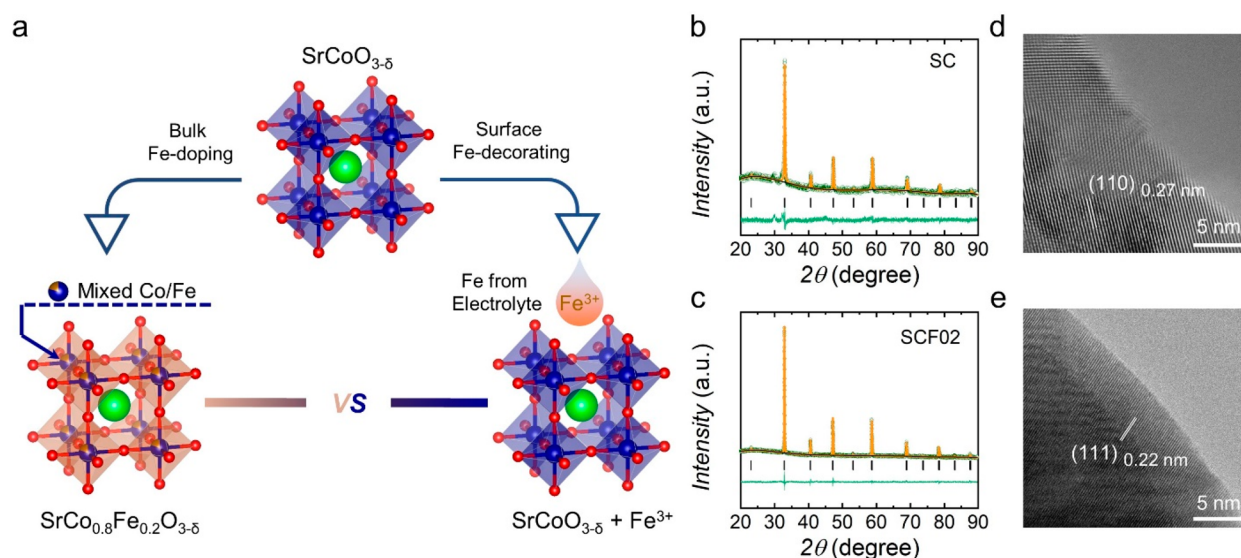 a
SrCoO₃₋δ
Bulk
Fe-doping
Surface
Fe-decorating
Mixed Co/Fe
Fe from
Electrolyte
Fe³⁺
VS
SrCo₀.₈Fe₀.₂O₃₋δ
SrCoO₃₋δ + Fe³⁺
b
SC
Intensity (a.u.)
20 30 40 50 60 70 80 90
2θ (degree)
c
SCF02
Intensity (a.u.)
20 30 40 50 60 70 80 90
2θ (degree)
d
(110) 0.27 nm
5 nm
e
(111) 0.22 nm
5 nm